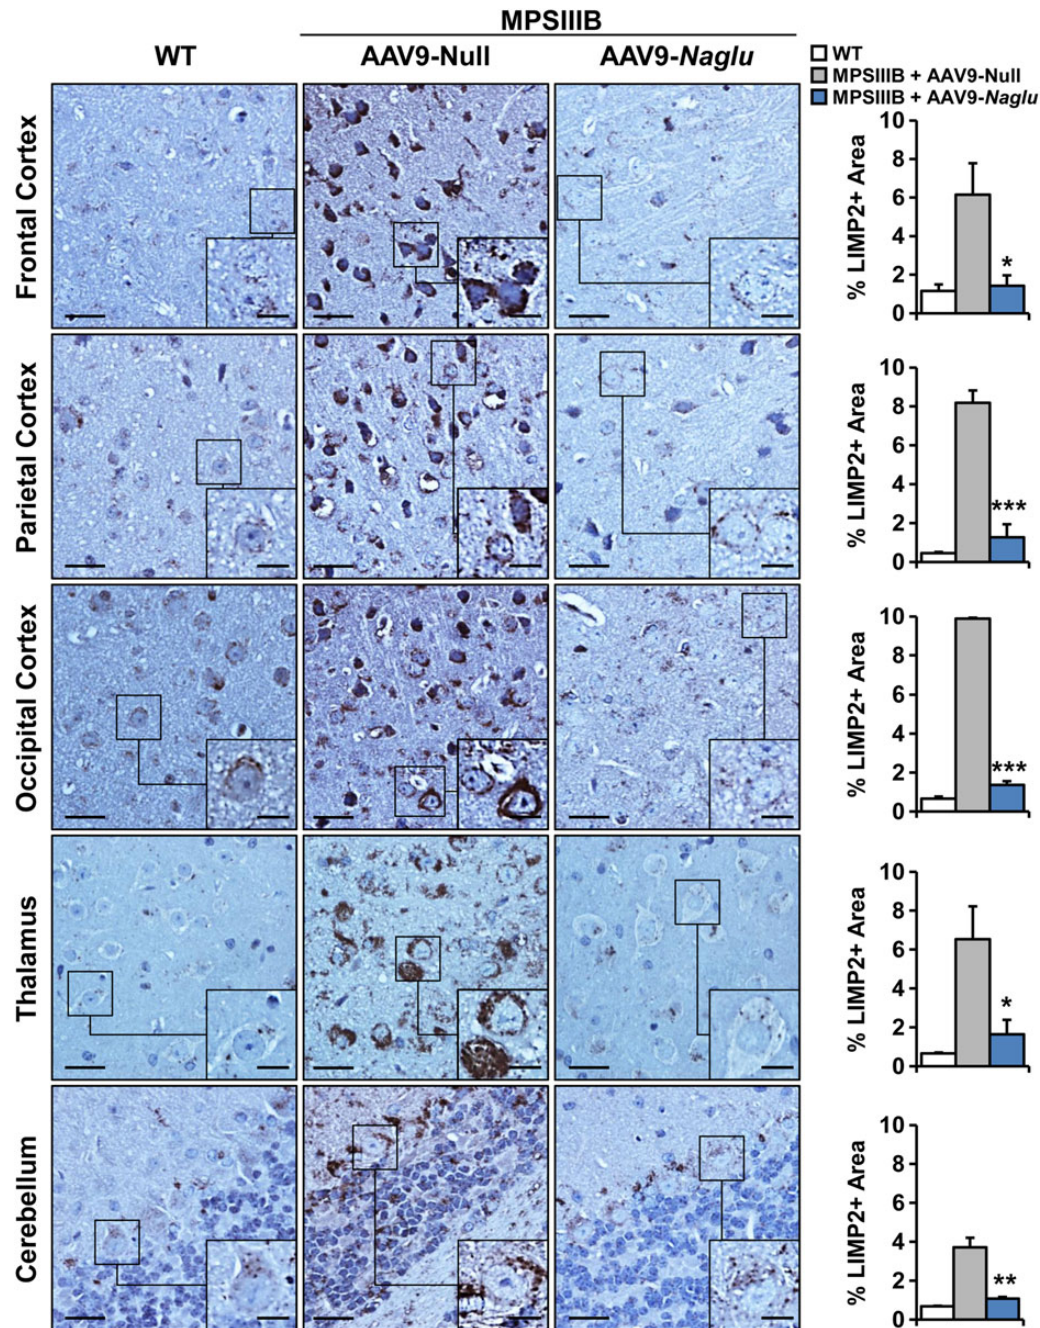 MPSIIIB
WT
AAV9-Null
AAV9-Naglu
WT
MPSIIIB + AAV9-Null
MPSIIIB + AAV9-Naglu
Frontal Cortex
% LIMP2+ Area
10
8
6
4
2
0
*
Parietal Cortex
% LIMP2+ Area
10
8
6
4
2
0
***
Occipital Cortex
% LIMP2+ Area
10
8
6
4
2
0
***
Thalamus
% LIMP2+ Area
10
8
6
4
2
0
*
Cerebellum
% LIMP2+ Area
10
8
6
4
2
0
**